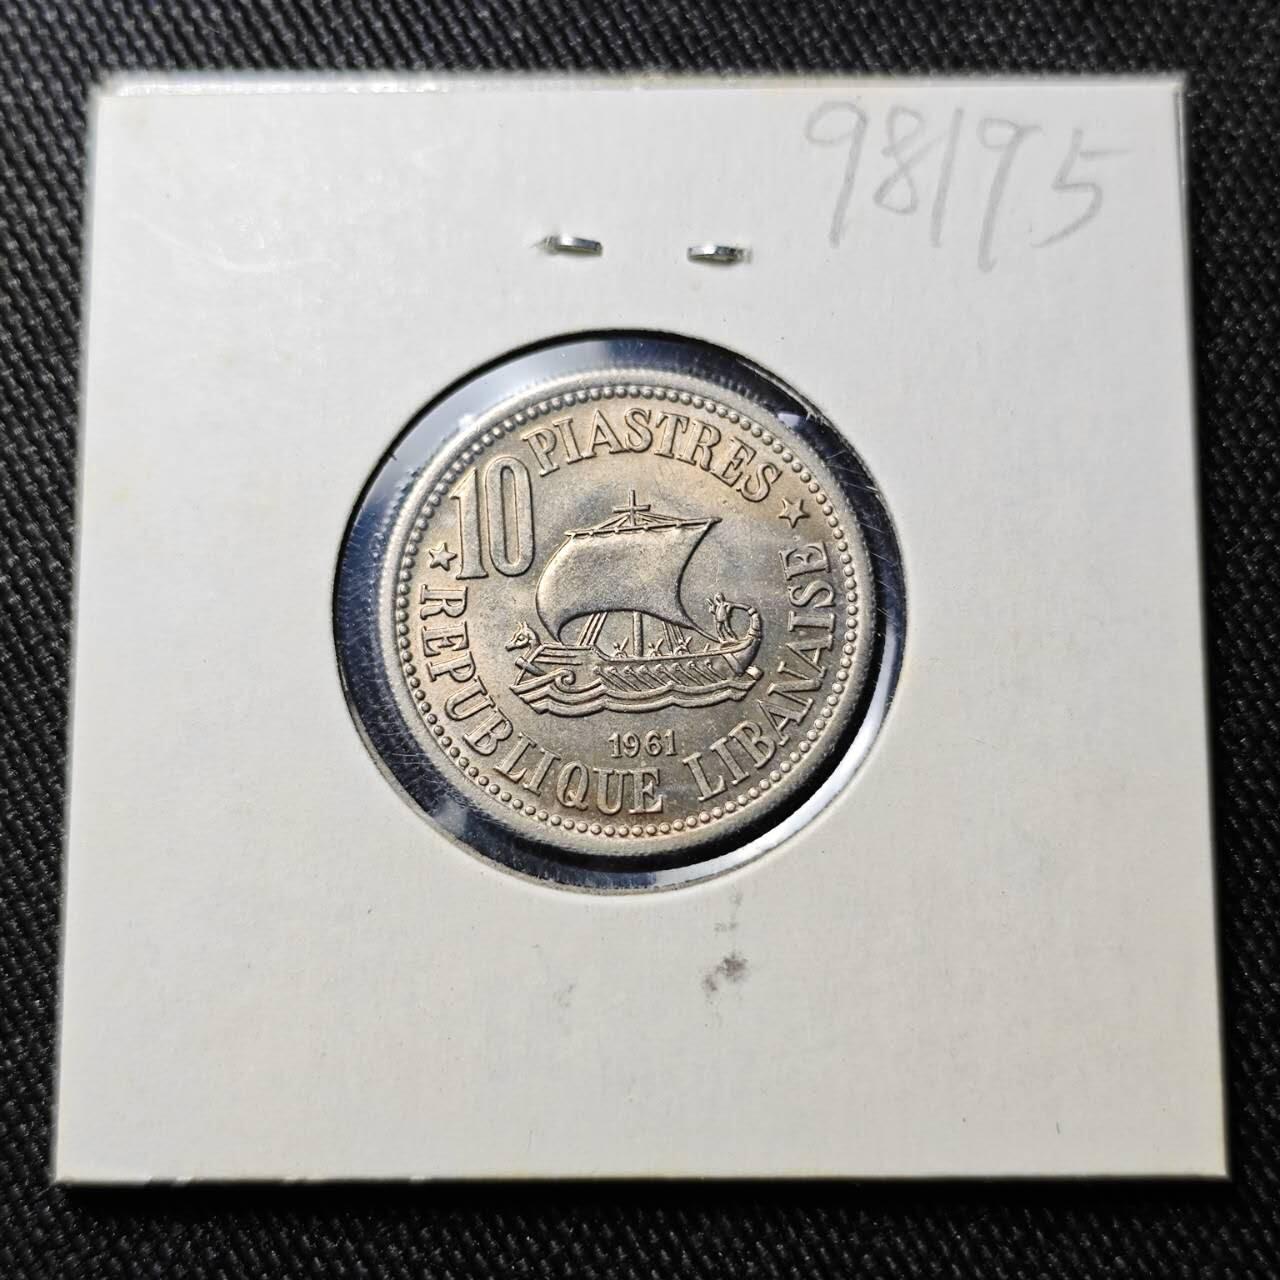 98195
10 PIASTRES
REPUBLIQUE LIBANAISE
1961